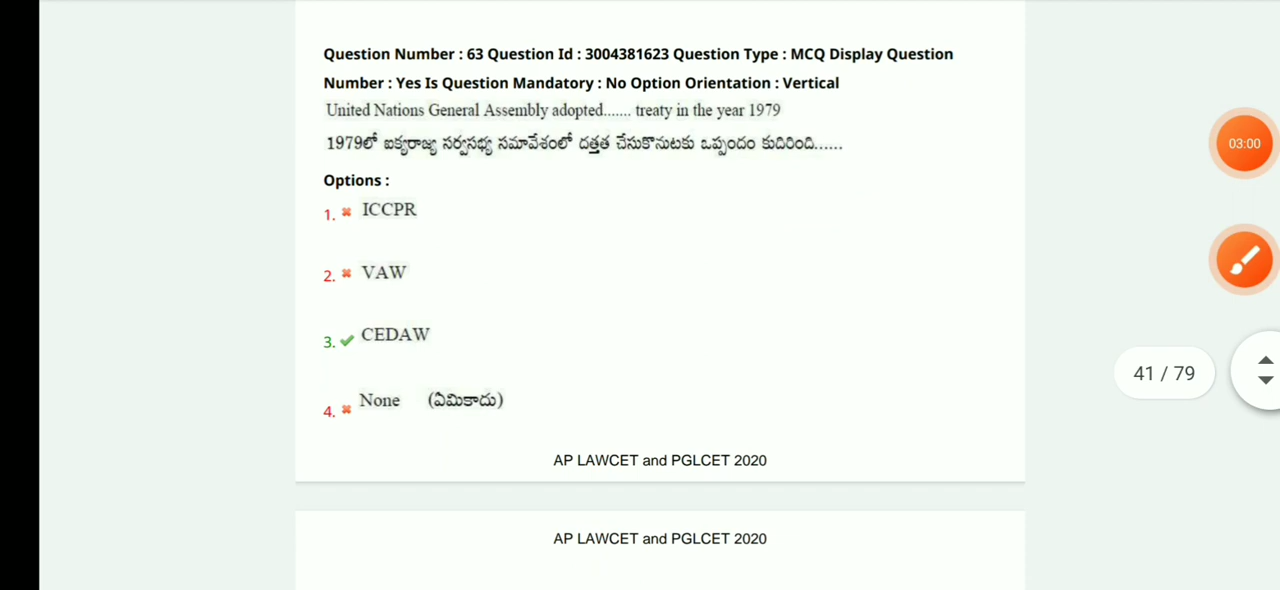 Question Number : 63 Question Id : 3004381623 Question Type : MCQ Display Question
Number : Yes Is Question Mandatory : No Option Orientation : Vertical
United Nations General Assembly adopted....... treaty in the year 1979
1979లో ఐక్యరాజ్య సర్వసభ్య సమావేశంలో దత్తత చేసుకొనుటకు ఒప్పందం కుదిరింది......
Options :
1. ICCPR
2. VAW
3. CEDAW
4. None (ఏమికాదు)
AP LAWCET and PGLCET 2020
AP LAWCET and PGLCET 2020
03:00
41 / 79